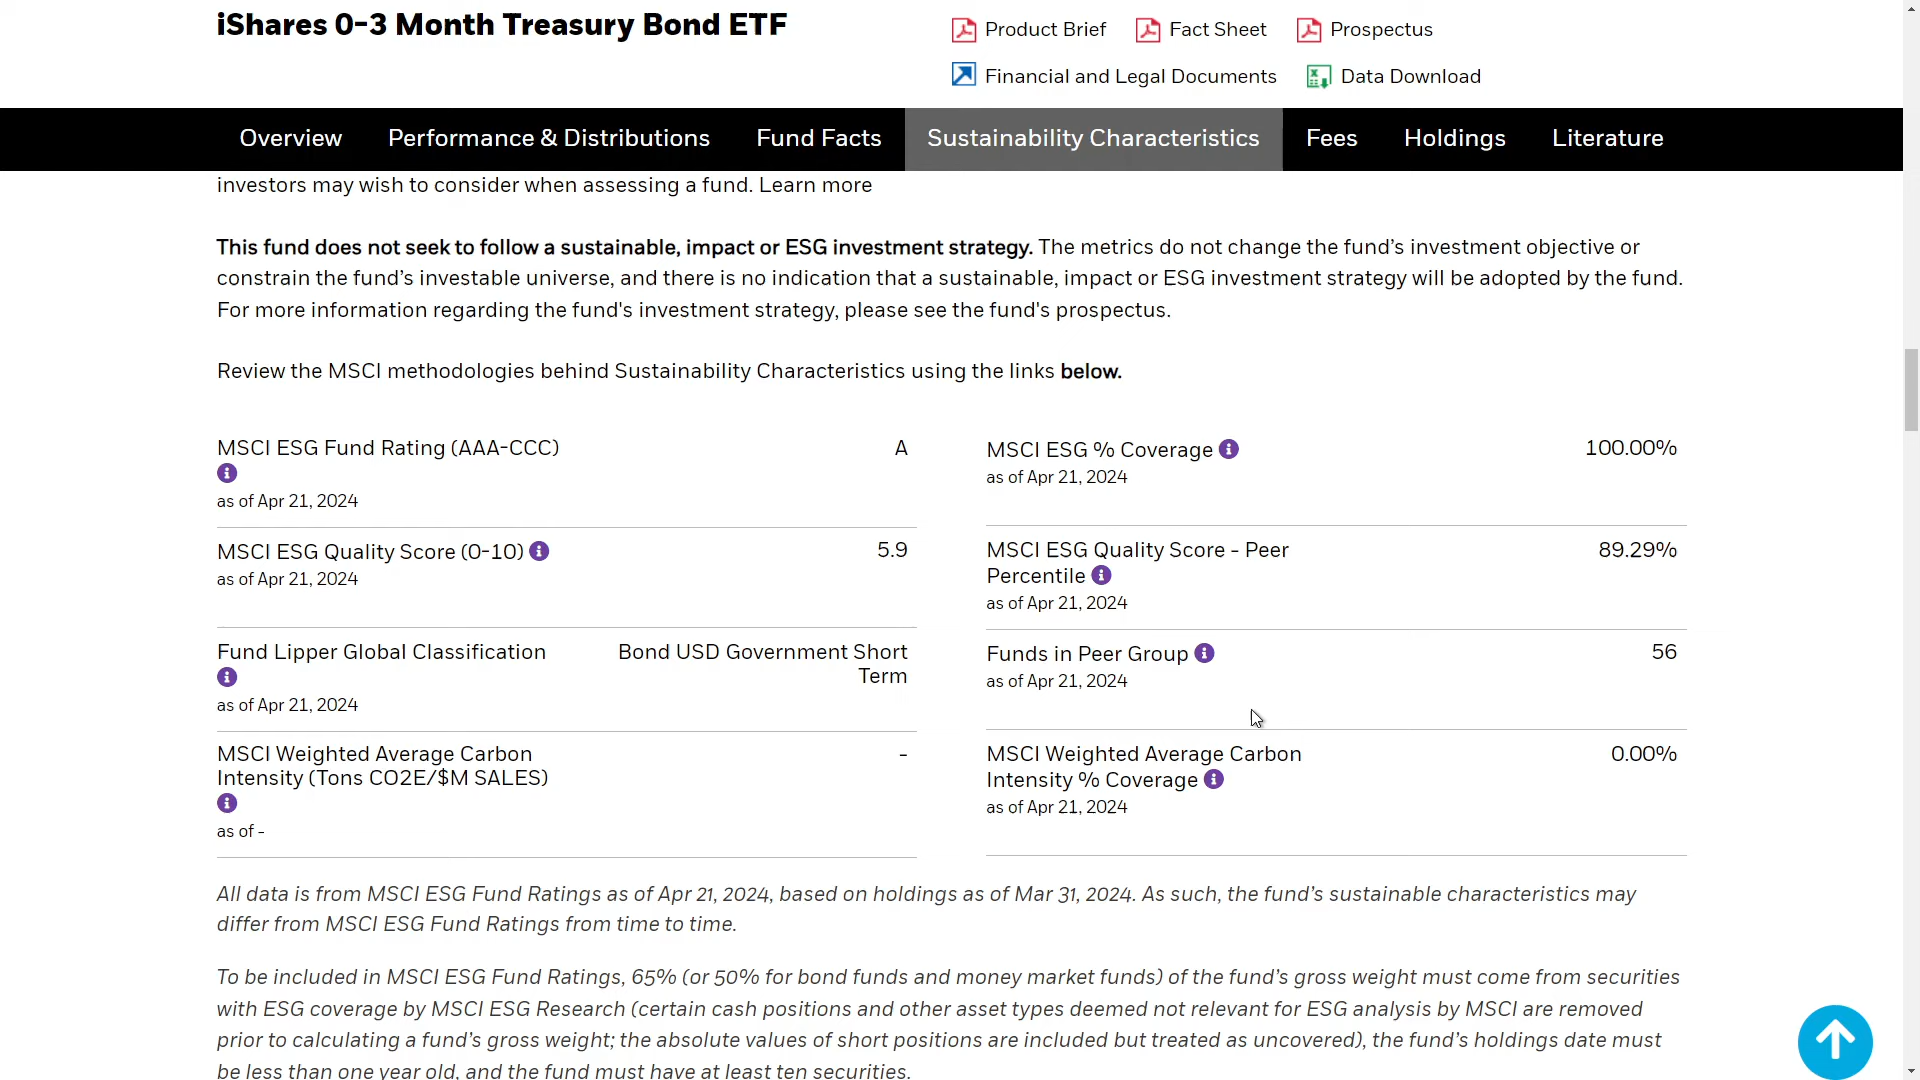 iShares 0-3 Month Treasury Bond ETF
Product Brief
Fact Sheet
Prospectus
Financial and Legal Documents
Data Download
Overview
Performance & Distributions
Fund Facts
Sustainability Characteristics
Fees
Holdings
Literature
investors may wish to consider when assessing a fund. Learn more
This fund does not seek to follow a sustainable, impact or ESG investment strategy. The metrics do not change the fund’s investment objective or
constrain the fund’s investable universe, and there is no indication that a sustainable, impact or ESG investment strategy will be adopted by the fund.
For more information regarding the fund's investment strategy, please see the fund's prospectus.
Review the MSCI methodologies behind Sustainability Characteristics using the links below.
MSCI ESG Fund Rating (AAA-CCC)
A
as of Apr 21, 2024
MSCI ESG % Coverage
100.00%
as of Apr 21, 2024
MSCI ESG Quality Score (0-10)
5.9
as of Apr 21, 2024
MSCI ESG Quality Score - Peer
Percentile
89.29%
as of Apr 21, 2024
Fund Lipper Global Classification
Bond USD Government Short
Term
as of Apr 21, 2024
Funds in Peer Group
56
as of Apr 21, 2024
MSCI Weighted Average Carbon
Intensity (Tons CO2E/$M SALES)
-
as of -
MSCI Weighted Average Carbon
Intensity % Coverage
0.00%
as of Apr 21, 2024
All data is from MSCI ESG Fund Ratings as of Apr 21, 2024, based on holdings as of Mar 31, 2024. As such, the fund’s sustainable characteristics may
differ from MSCI ESG Fund Ratings from time to time.
To be included in MSCI ESG Fund Ratings, 65% (or 50% for bond funds and money market funds) of the fund’s gross weight must come from securities
with ESG coverage by MSCI ESG Research (certain cash positions and other asset types deemed not relevant for ESG analysis by MSCI are removed
prior to calculating a fund’s gross weight; the absolute values of short positions are included but treated as uncovered), the fund’s holdings date must
be less than one year old, and the fund must have at least ten securities.